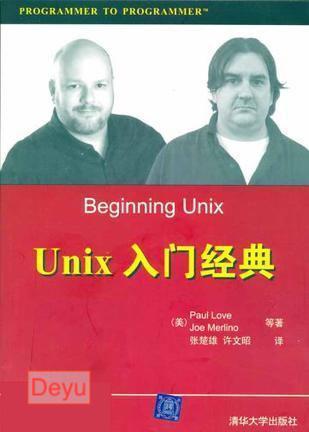 PROGRAMMER TO PROGRAMMER™
Beginning Unix
Unix 入门经典
(美) Paul Love 等著
Joe Merlino
张楚雄 许文昭 译
Deyu
清华大学出版社